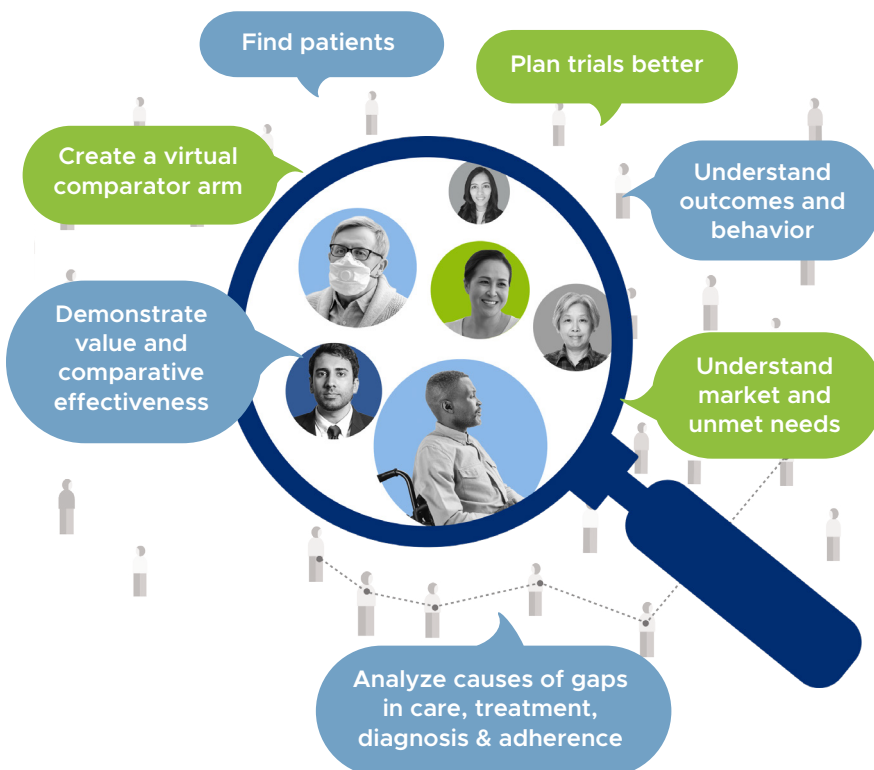 Find patients
Plan trials better
Create a virtual
comparator arm
Understand
outcomes and
behavior
Demonstrate
value and
comparative
effectiveness
Understand
market and
unmet needs
Analyze causes of gaps
in care, treatment,
diagnosis & adherence